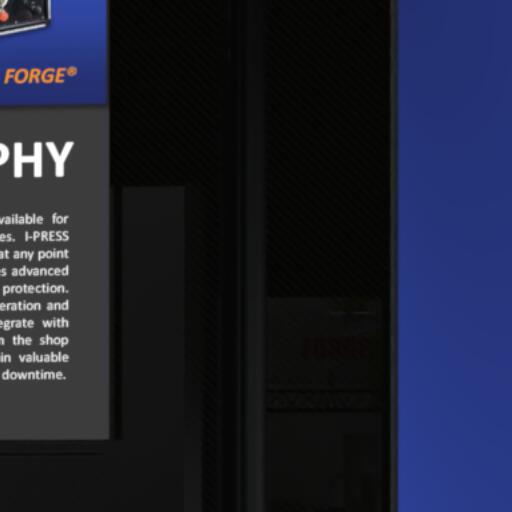 FORGE®
PHY
vailable for
es. I-PRESS
at any point
s advanced
protection.
eration and
egrate with
the shop
in valuable
downtime.
FORGE